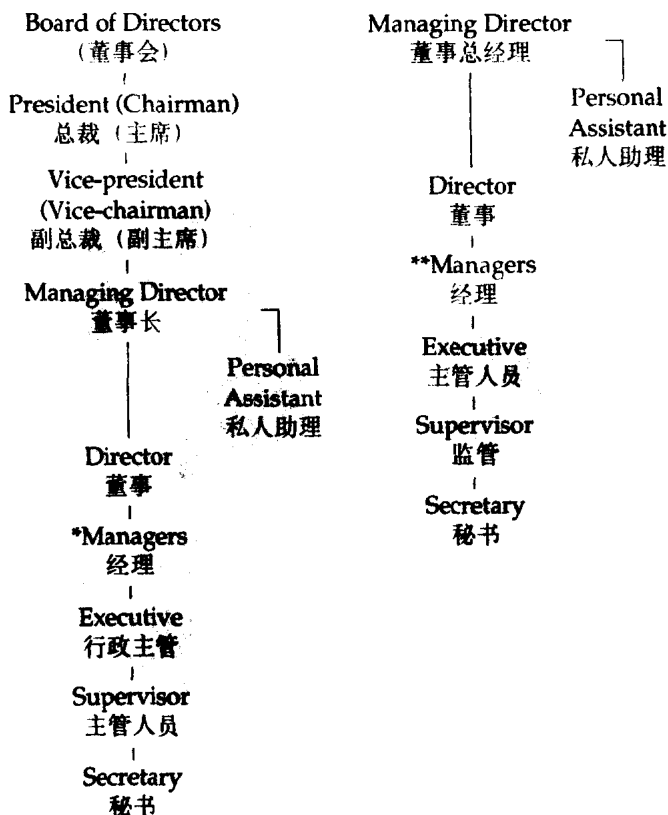 Board of Directors
（董事会）
President (Chairman)
总裁（主席）
Vice-president
(Vice-chairman)
副总裁（副主席）
Managing Director
董事长
Personal
Assistant
私人助理
Director
董事
*Managers
经理
Executive
行政主管
Supervisor
主管人员
Secretary
秘书
Managing Director
董事总经理
Personal
Assistant
私人助理
Director
董事
**Managers
经理
Executive
主管人员
Supervisor
监管
Secretary
秘书